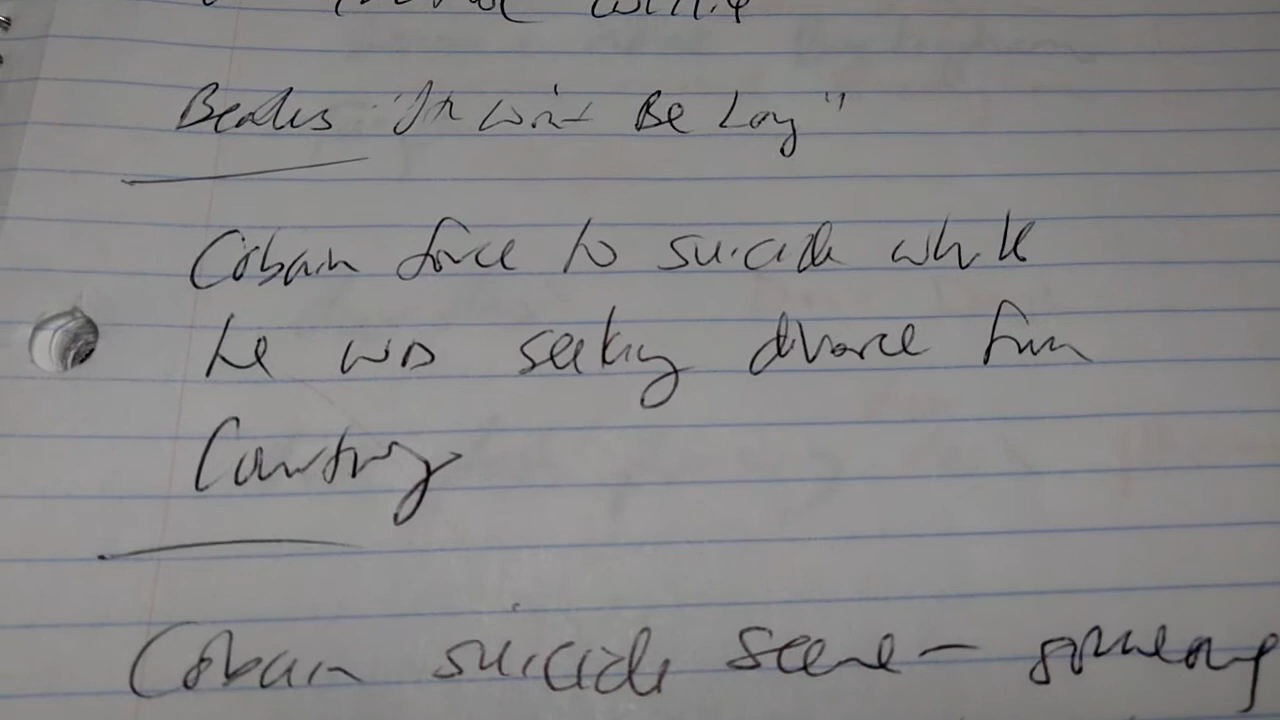 Beatles "It Won't Be Long"
Cobain force to suicide while
he was seeking divorce from
Courtney
Cobain suicide scene -